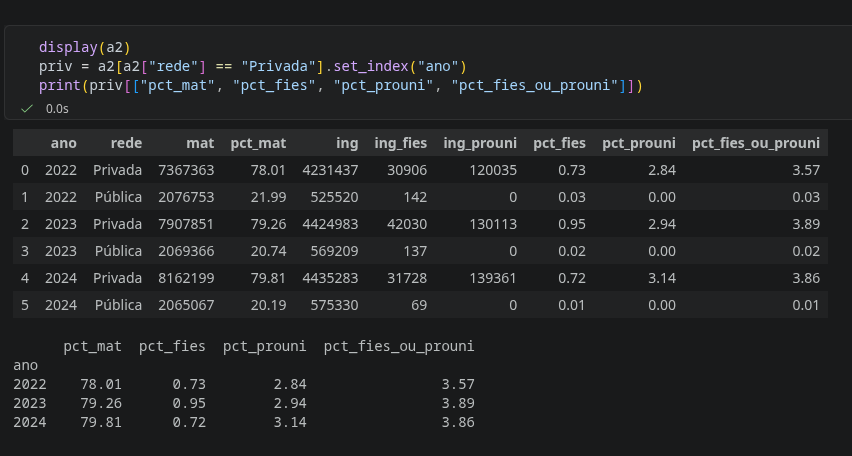 display(a2)
priv = a2[a2["rede"] == "Privada"].set_index("ano")
print(priv[["pct_mat", "pct_fies", "pct_prouni", "pct_fies_ou_prouni"]])
0.0s
ano rede mat pct_mat ing ing_fies ing_prouni pct_fies pct_prouni pct_fies_ou_prouni
0 2022 Privada 7367363 78.01 4231437 30906 120035 0.73 2.84 3.57
1 2022 Pública 2076753 21.99 525520 142 0 0.03 0.00 0.03
2 2023 Privada 7907851 79.26 4424983 42030 130113 0.95 2.94 3.89
3 2023 Pública 2069366 20.74 569209 137 0 0.02 0.00 0.02
4 2024 Privada 8162199 79.81 4435283 31728 139361 0.72 3.14 3.86
5 2024 Pública 2065067 20.19 575330 69 0 0.01 0.00 0.01
pct_mat pct_fies pct_prouni pct_fies_ou_prouni
ano
2022 78.01 0.73 2.84 3.57
2023 79.26 0.95 2.94 3.89
2024 79.81 0.72 3.14 3.86